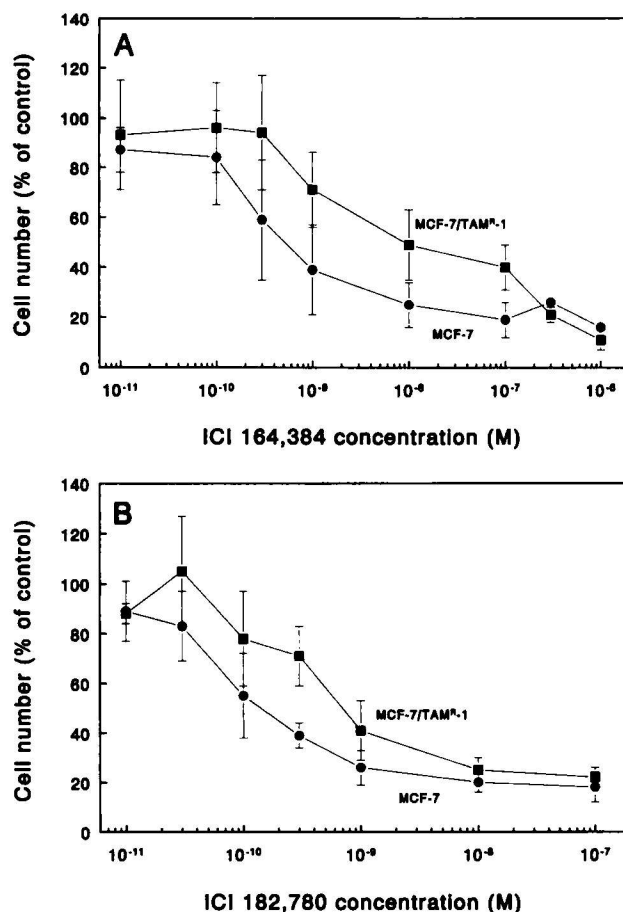 A
Cell number (% of control)
140
120
100
80
60
40
20
0
MCF-7/TAMᴿ-1
MCF-7
10⁻¹¹ 10⁻¹⁰ 10⁻⁹ 10⁻⁸ 10⁻⁷ 10⁻⁶
ICI 164,384 concentration (M)
B
Cell number (% of control)
140
120
100
80
60
40
20
0
MCF-7/TAMᴿ-1
MCF-7
10⁻¹¹ 10⁻¹⁰ 10⁻⁹ 10⁻⁸ 10⁻⁷
ICI 182,780 concentration (M)